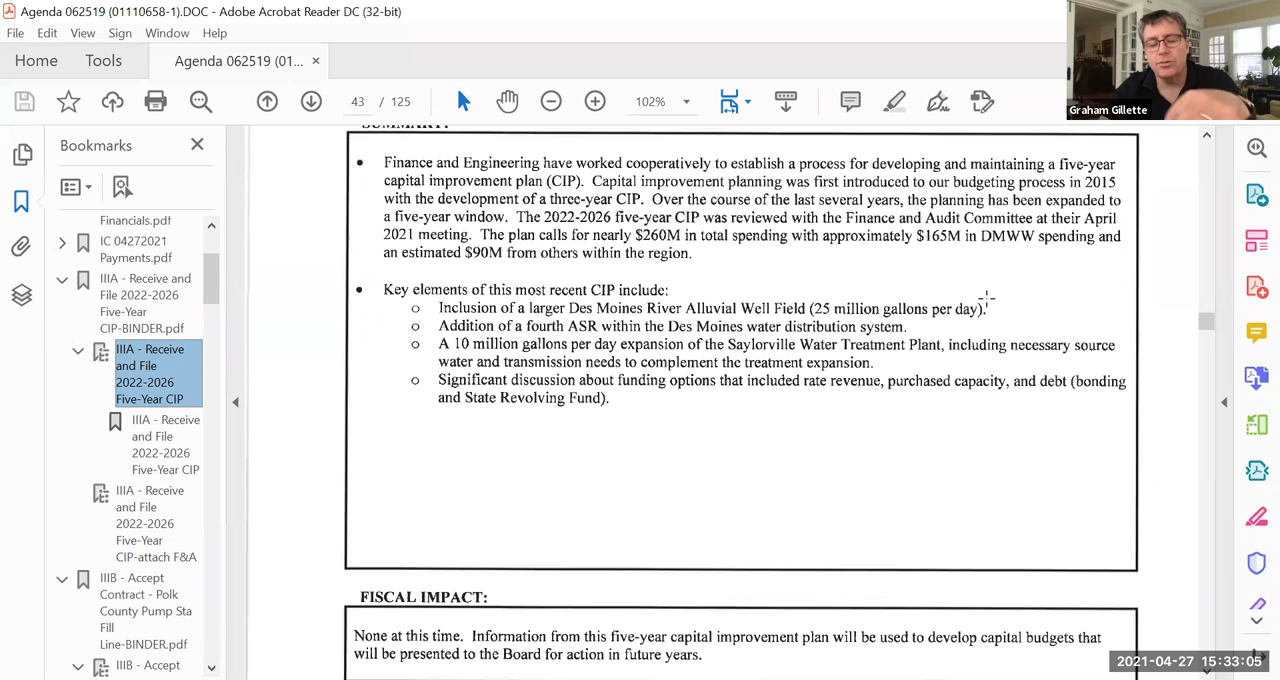 Agenda 062519 (01110658-1).DOC - Adobe Acrobat Reader DC (32-bit)
File Edit View Sign Window Help
Home Tools Agenda 062519 (01... ×
43 / 125 102%
Graham Gillette
Bookmarks
Financials.pdf
IC 04272021
Payments.pdf
IIIA - Receive and
File 2022-2026
Five-Year
CIP-BINDER.pdf
IIIA - Receive
and File
2022-2026
Five-Year CIP
IIIA - Receive
and File
2022-2026
Five-Year CIP
IIIA - Receive
and File
2022-2026
Five-Year
CIP-attach F&A
IIIB - Accept
Contract - Polk
County Pump Sta
Fill
Line-BINDER.pdf
IIIB - Accept
SUMMARY:
• Finance and Engineering have worked cooperatively to establish a process for developing and maintaining a five-year
capital improvement plan (CIP). Capital improvement planning was first introduced to our budgeting process in 2015
with the development of a three-year CIP. Over the course of the last several years, the planning has been expanded to
a five-year window. The 2022-2026 five-year CIP was reviewed with the Finance and Audit Committee at their April
2021 meeting. The plan calls for nearly $260M in total spending with approximately $165M in DMWW spending and
an estimated $90M from others within the region.
• Key elements of this most recent CIP include:
o Inclusion of a larger Des Moines River Alluvial Well Field (25 million gallons per day).
o Addition of a fourth ASR within the Des Moines water distribution system.
o A 10 million gallons per day expansion of the Saylorville Water Treatment Plant, including necessary source
water and transmission needs to complement the treatment expansion.
o Significant discussion about funding options that included rate revenue, purchased capacity, and debt (bonding
and State Revolving Fund).
FISCAL IMPACT:
None at this time. Information from this five-year capital improvement plan will be used to develop capital budgets that
will be presented to the Board for action in future years.
2021-04-27 15:33:05